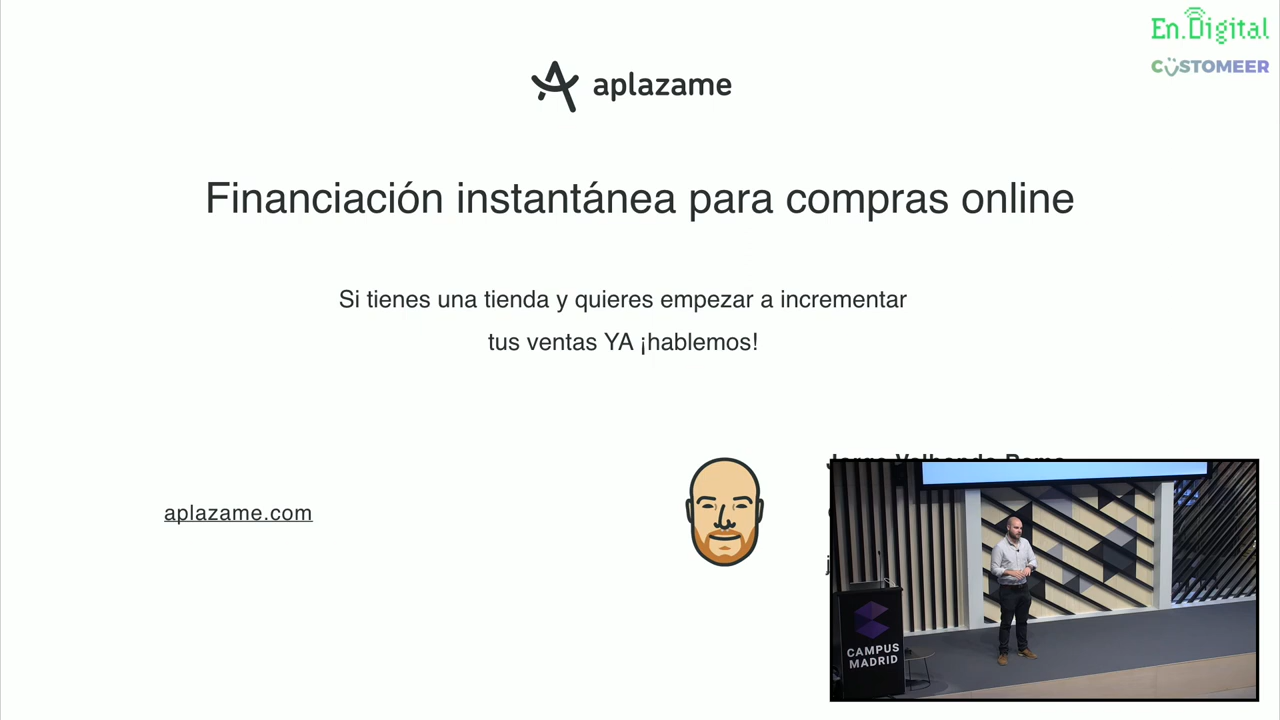 En.Digital
CUSTOMEER
aplazame
Financiación instantánea para compras online
Si tienes una tienda y quieres empezar a incrementar
tus ventas YA ¡hablemos!
aplazame.com
CAMPUS
MADRID